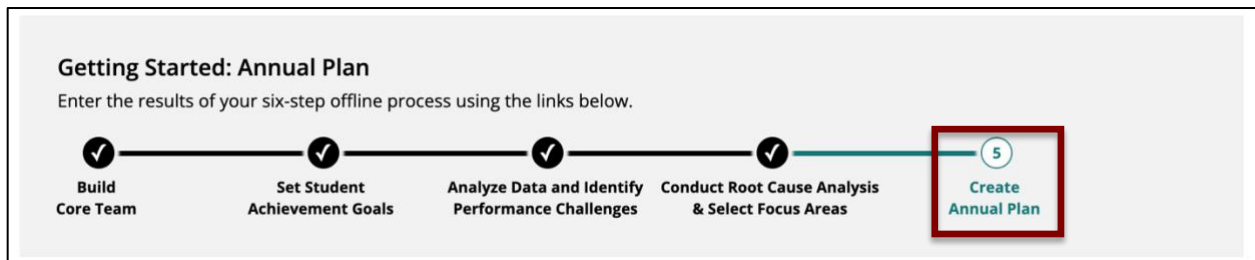 Getting Started: Annual Plan
Enter the results of your six-step offline process using the links below.
Build
Core Team
Set Student
Achievement Goals
Analyze Data and Identify
Performance Challenges
Conduct Root Cause Analysis
& Select Focus Areas
5
Create
Annual Plan